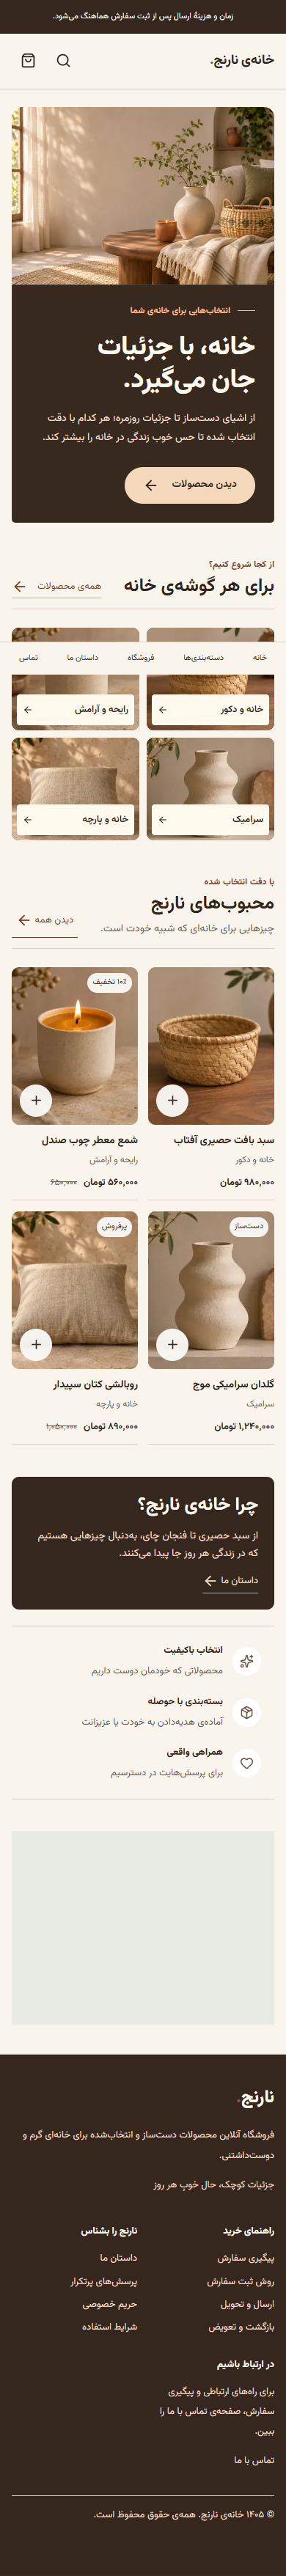 زمان و هزینهٔ ارسال پس از ثبت سفارش هماهنگ می‌شود.
خانه‌ی نارنج.
انتخاب‌هایی برای خانه‌ی شما
خانه، با جزئیات
جان می‌گیرد.
از اشیای دست‌ساز تا جزئیات روزمره؛ هر کدام با دقت
انتخاب شده تا حس خوب زندگی در خانه را بیشتر کند.
دیدن محصولات
از کجا شروع کنیم؟
برای هر گوشه‌ی خانه
همه‌ی محصولات
خانه
دسته‌بندی‌ها
فروشگاه
داستان ما
تماس
خانه و دکور
رایحه و آرامش
سرامیک
خانه و پارچه
با دقت انتخاب شده
محبوب‌های نارنج
چیزهایی برای خانه‌ای که شبیه خودت است.
دیدن همه
۱۰٪ تخفیف
سبد بافت حصیری آفتاب
خانه و دکور
۹۸۰,۰۰۰ تومان
شمع معطر چوب صندل
رایحه و آرامش
۵۶۰,۰۰۰ تومان ۶۵۰,۰۰۰
دست‌ساز
پرفروش
گلدان سرامیکی موج
سرامیک
۱,۲۴۰,۰۰۰ تومان
روبالشی کتان سپیدار
خانه و پارچه
۸۹۰,۰۰۰ تومان ۱,۰۵۰,۰۰۰
چرا خانه‌ی نارنج؟
از سبد حصیری تا فنجان چای، به‌دنبال چیزهایی هستیم
که در زندگی هر روز جا پیدا می‌کنند.
داستان ما
انتخاب باکیفیت
محصولاتی که خودمان دوست داریم
بسته‌بندی با حوصله
آماده‌ی هدیه‌دادن به خودت یا عزیزانت
همراهی واقعی
برای پرسش‌هایت در دسترسیم
نارنج.
فروشگاه آنلاین محصولات دست‌ساز و انتخاب‌شده برای خانه‌ای گرم و
دوست‌داشتنی.
جزئیات کوچک، حال خوب هر روز
راهنمای خرید
پیگیری سفارش
روش ثبت سفارش
ارسال و تحویل
بازگشت و تعویض
نارنج را بشناس
داستان ما
پرسش‌های پرتکرار
حریم خصوصی
شرایط استفاده
در ارتباط باشیم
برای راه‌های ارتباطی و پیگیری
سفارش، صفحه‌ی تماس با ما را
ببین.
تماس با ما
© ۱۴۰۵ خانه‌ی نارنج. همه‌ی حقوق محفوظ است.